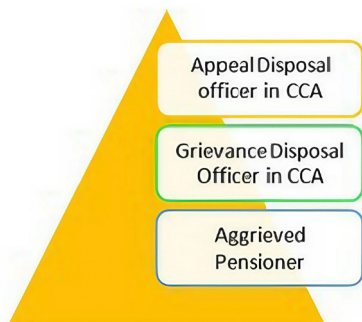 Appeal Disposal
officer in CCA
Grievance Disposal
Officer in CCA
Aggrieved
Pensioner